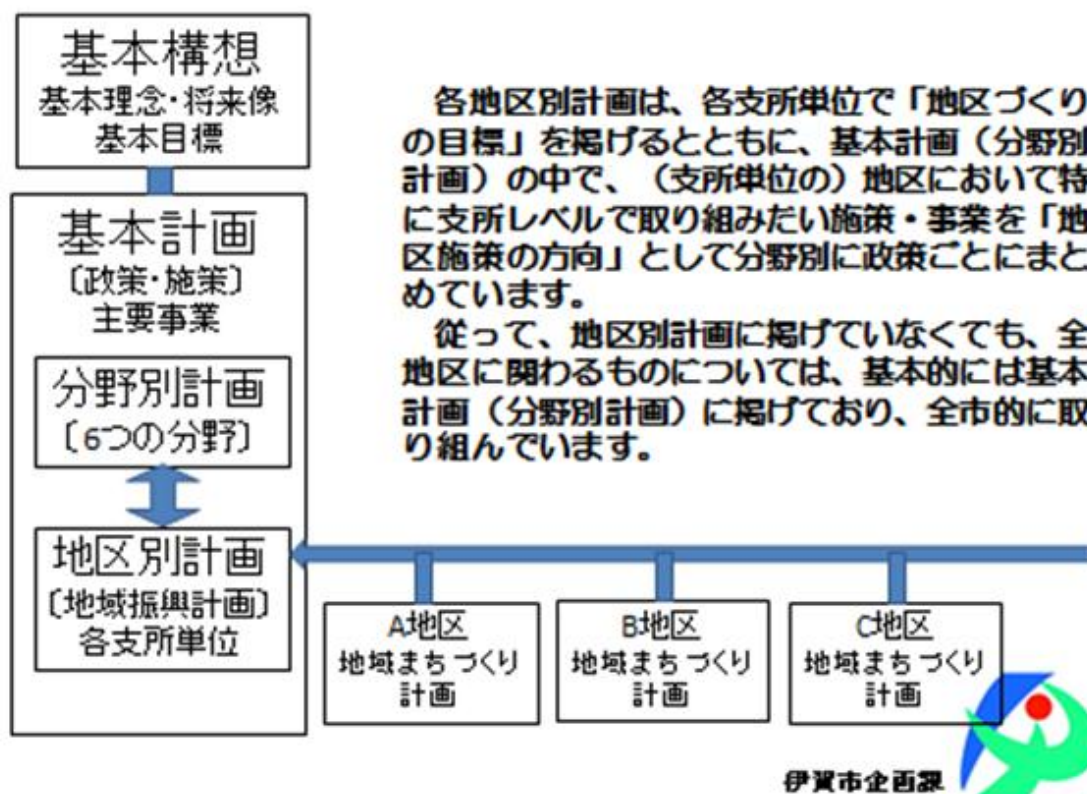 基本構想
基本理念・将来像
基本目標
基本計画
〔政策・施策〕
主要事業
分野別計画
〔6つの分野〕
地区別計画
〔地域振興計画〕
各支所単位
各地区別計画は、各支所単位で「地区づくり
の目標」を掲げるとともに、基本計画（分野別
計画）の中で、（支所単位の）地区において特
に支所レベルで取り組みたい施策・事業を「地
区施策の方向」として分野別に政策ごとにまと
めています。
従って、地区別計画に掲げていなくても、全
地区に関わるものについては、基本的には基本
計画（分野別計画）に掲げており、全市的に取
り組んでいます。
A地区
地域まちづくり
計画
B地区
地域まちづくり
計画
C地区
地域まちづくり
計画
伊賀市企画課